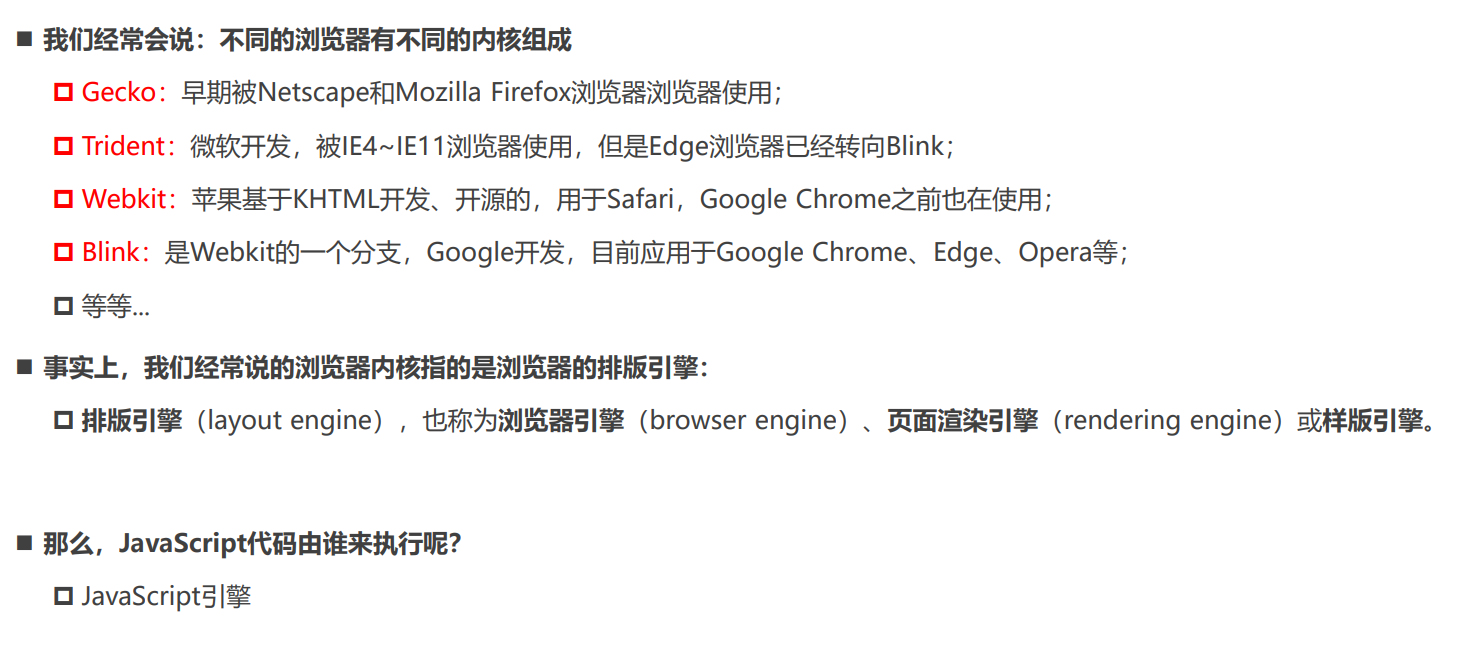 ■ 我们经常会说：不同的浏览器有不同的内核组成
Gecko：早期被Netscape和Mozilla Firefox浏览器浏览器使用；
Trident：微软开发，被IE4~IE11浏览器使用，但是Edge浏览器已经转向Blink；
Webkit：苹果基于KHTML开发、开源的，用于Safari，Google Chrome之前也在使用；
Blink：是Webkit的一个分支，Google开发，目前应用于Google Chrome、Edge、Opera等；
等等...
■ 事实上，我们经常说的浏览器内核指的是浏览器的排版引擎：
排版引擎（layout engine），也称为浏览器引擎（browser engine）、页面渲染引擎（rendering engine）或样版引擎。
■ 那么，JavaScript代码由谁来执行呢？
JavaScript引擎